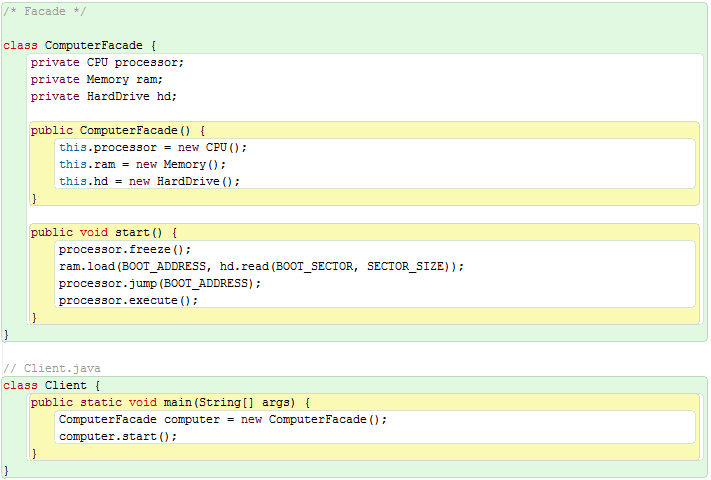 /* Facade */
class ComputerFacade {
private CPU processor;
private Memory ram;
private HardDrive hd;
public ComputerFacade() {
this.processor = new CPU();
this.ram = new Memory();
this.hd = new HardDrive();
}
public void start() {
processor.freeze();
ram.load(BOOT_ADDRESS, hd.read(BOOT_SECTOR, SECTOR_SIZE));
processor.jump(BOOT_ADDRESS);
processor.execute();
}
}
// Client.java
class Client {
public static void main(String[] args) {
ComputerFacade computer = new ComputerFacade();
computer.start();
}
}